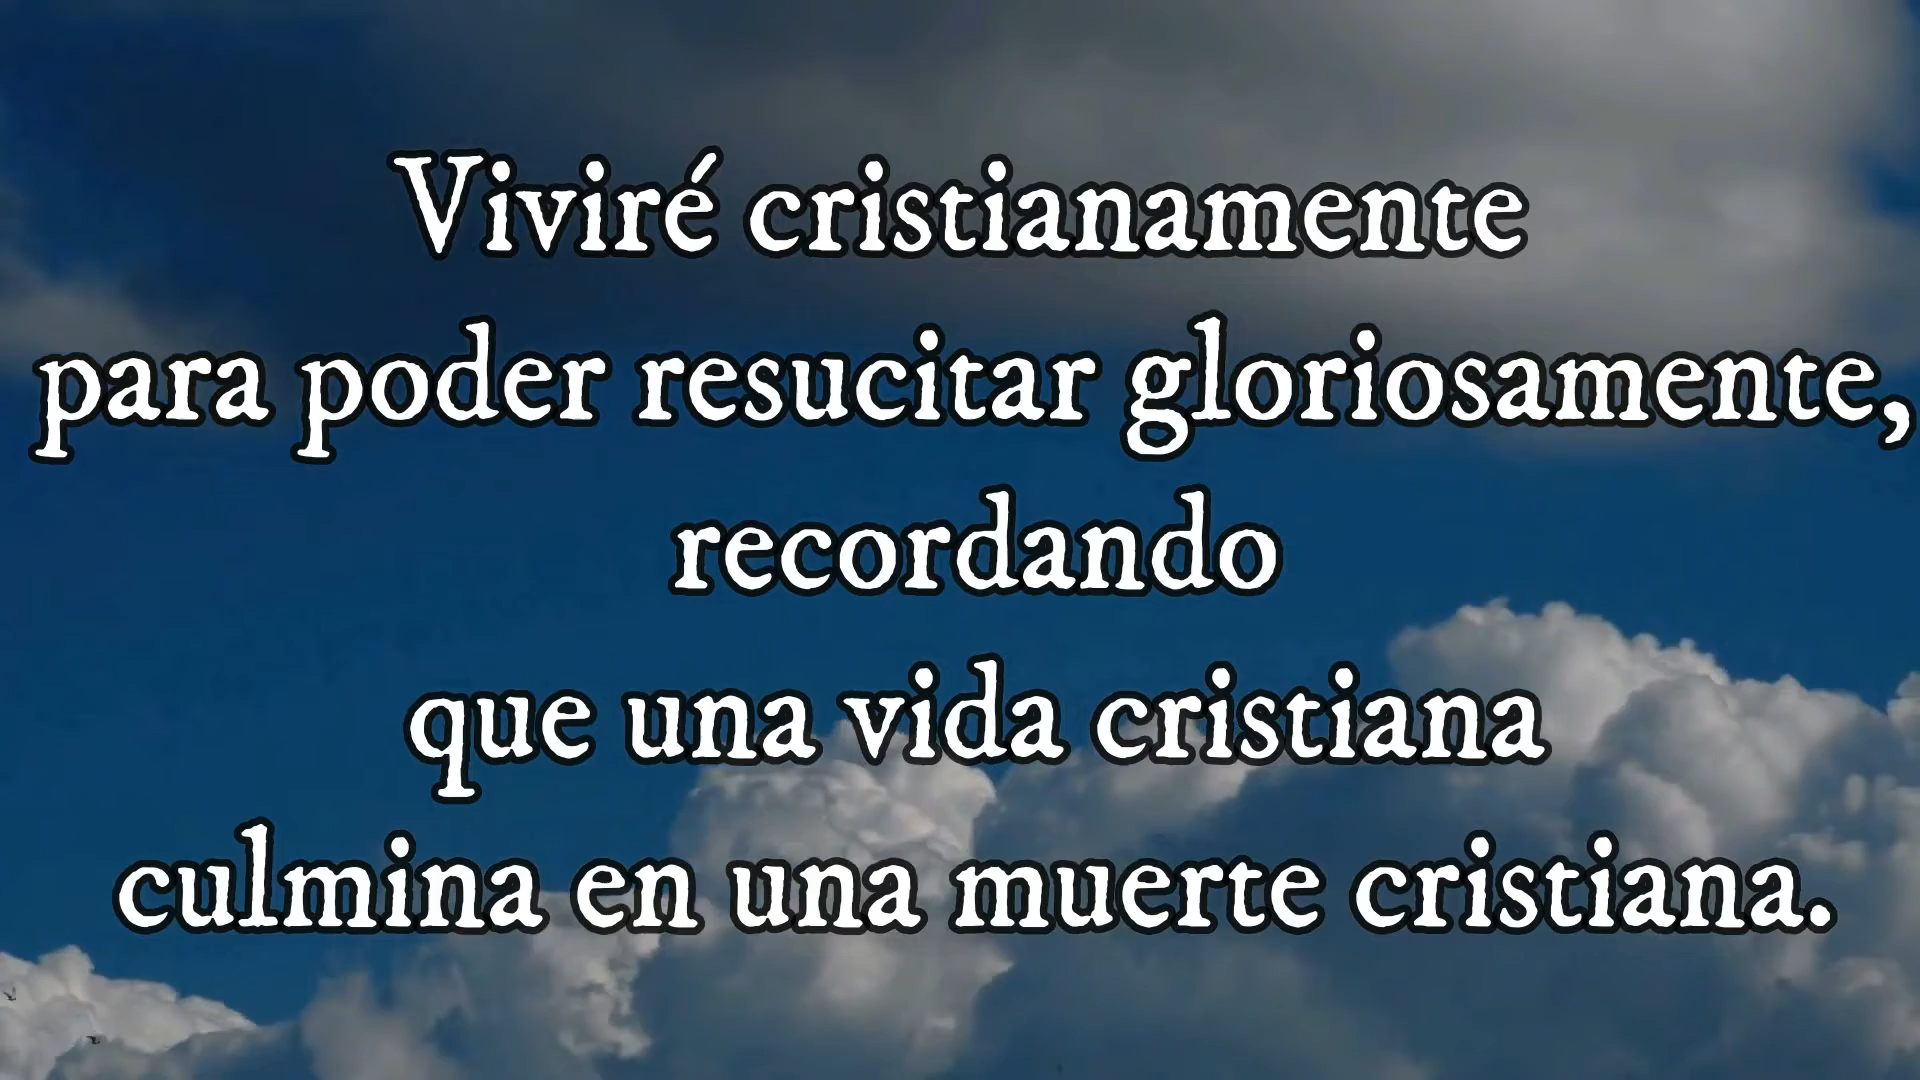 Viviré cristianamente
para poder resucitar gloriosamente,
recordando
que una vida cristiana
culmina en una muerte cristiana.